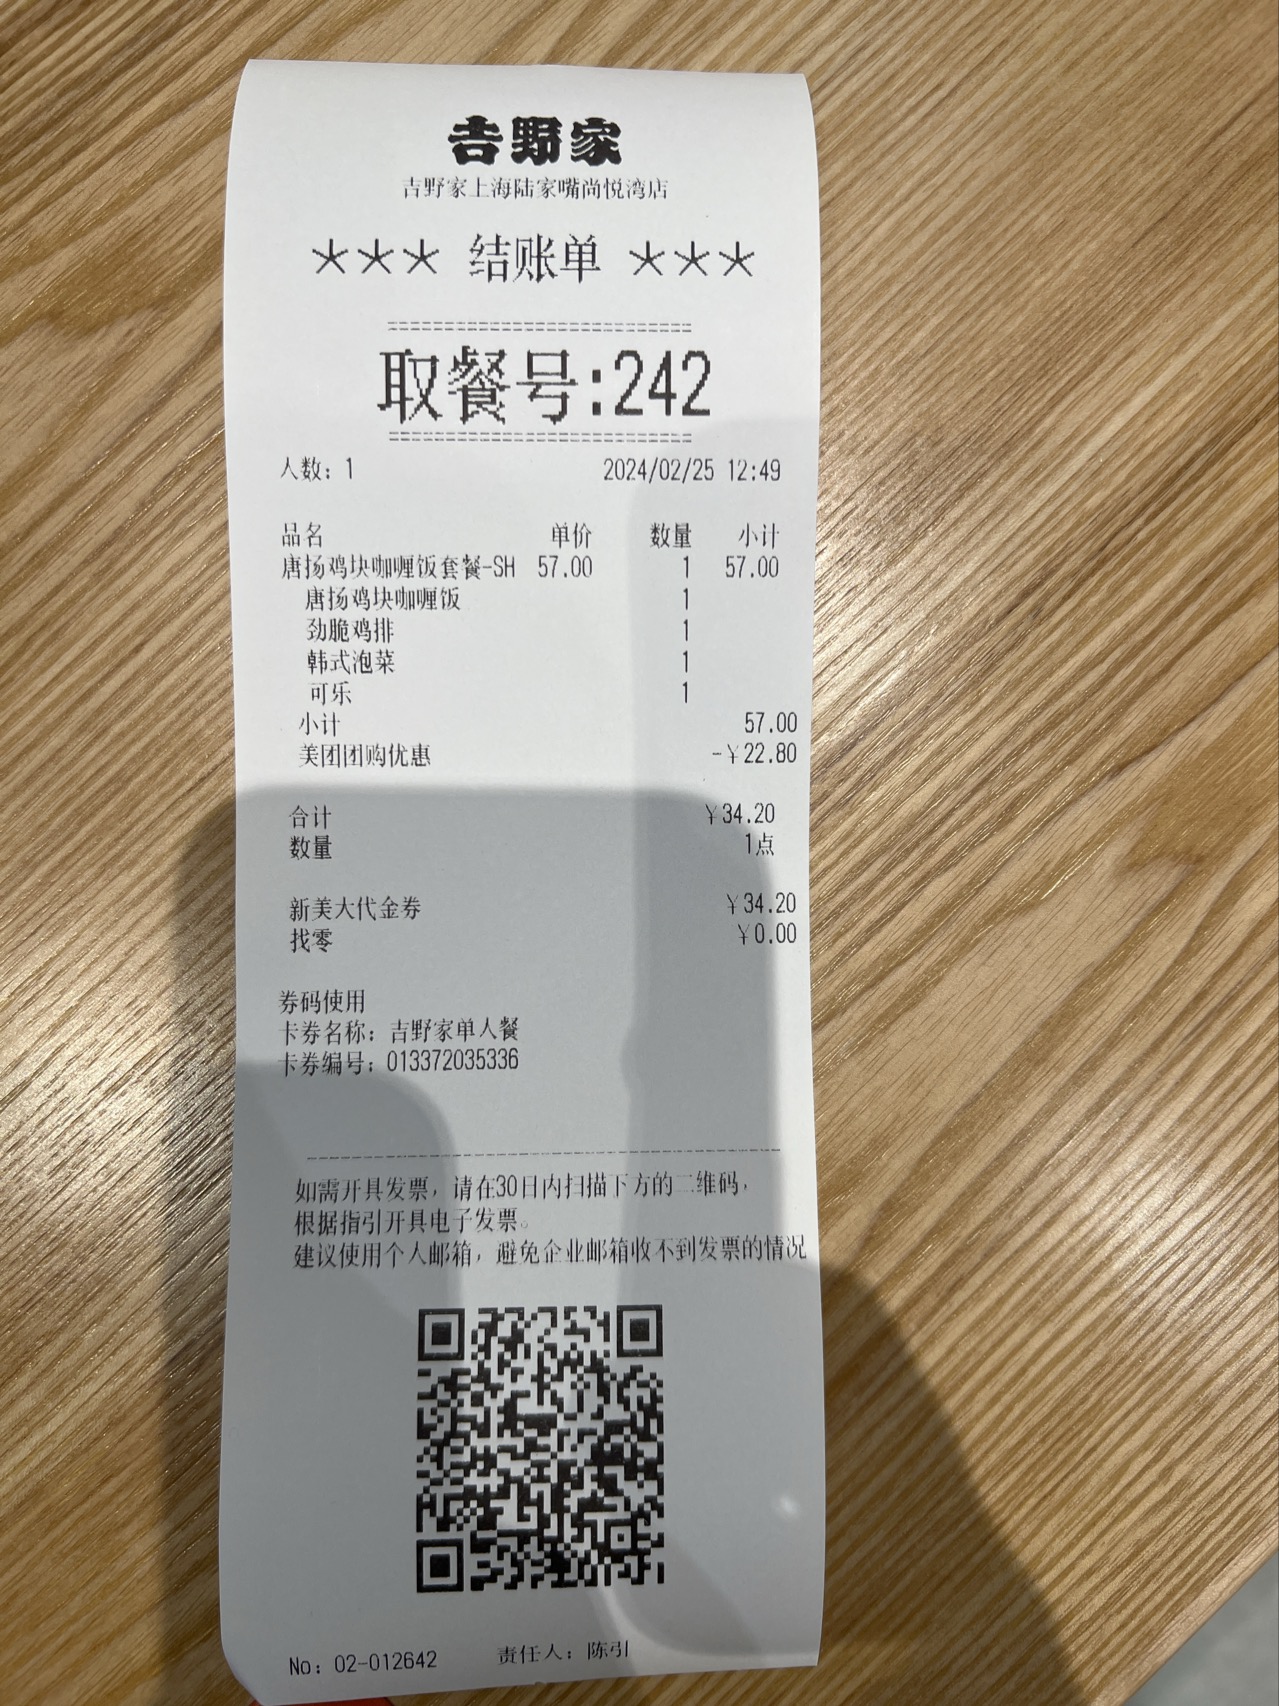 吉野家
吉野家上海陆家嘴尚悦湾店
*** 结账单 ***
取餐号:242
人数: 1 2024/02/25 12:49
品名 单价 数量 小计
唐扬鸡块咖喱饭套餐-SH 57.00 1 57.00
唐扬鸡块咖喱饭 1
劲脆鸡排 1
韩式泡菜 1
可乐 1
小计 57.00
美团团购优惠 -¥22.80
合计 ¥34.20
数量 1点
新美大代金券 ¥34.20
找零 ¥0.00
券码使用
卡券名称: 吉野家单人餐
卡券编号: 013372035336
如需开具发票, 请在30日内扫描下方的二维码,
根据指引开具电子发票。
建议使用个人邮箱, 避免企业邮箱收不到发票的情况
No: 02-012642 责任人: 陈引